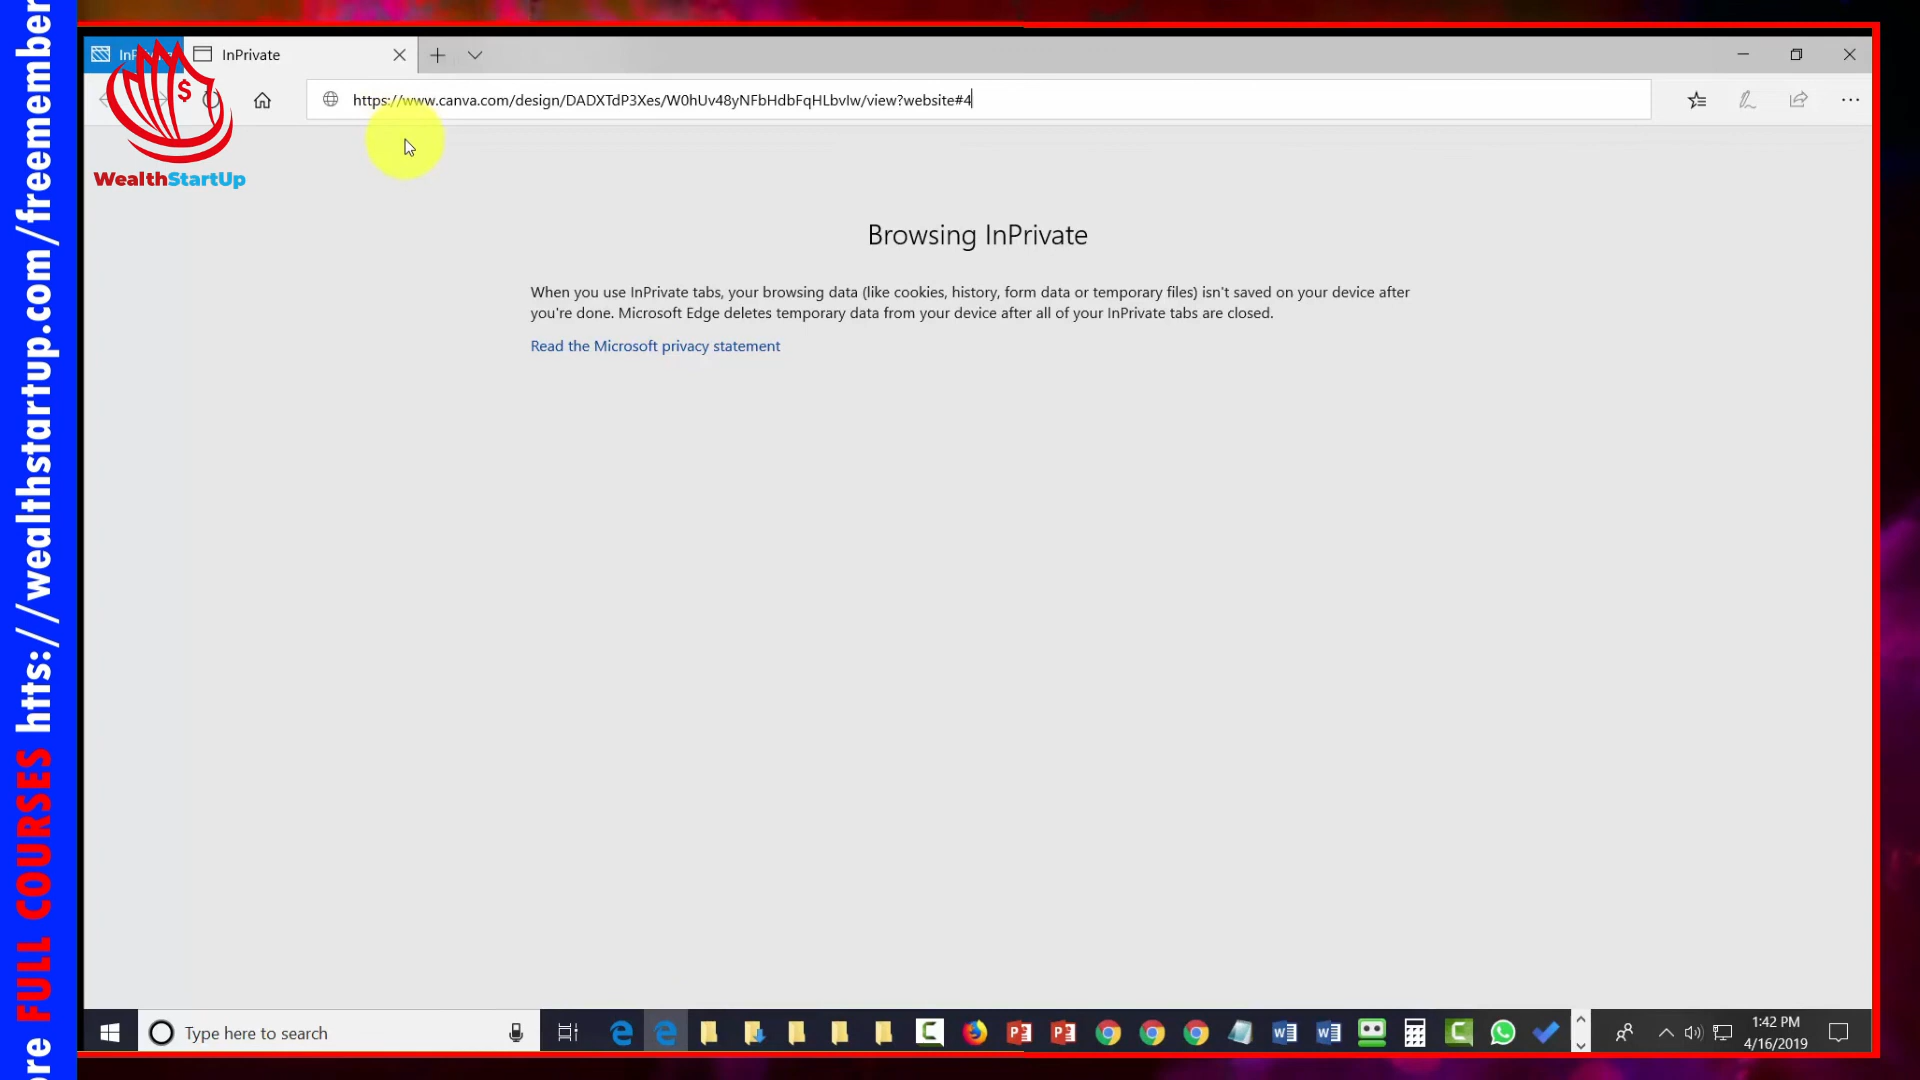 InPrivate
https://www.canva.com/design/DADXTdP3Xes/W0hUv48yNFbHdbFqHLbvIw/view?website#4
$
WealthStartUp
Browsing InPrivate
When you use InPrivate tabs, your browsing data (like cookies, history, form data or temporary files) isn't saved on your device after
you're done. Microsoft Edge deletes temporary data from your device after all of your InPrivate tabs are closed.
Read the Microsoft privacy statement
ore FULL COURSES htts://wealthstartup.com/freemember
Type here to search
1:42 PM
4/16/2019